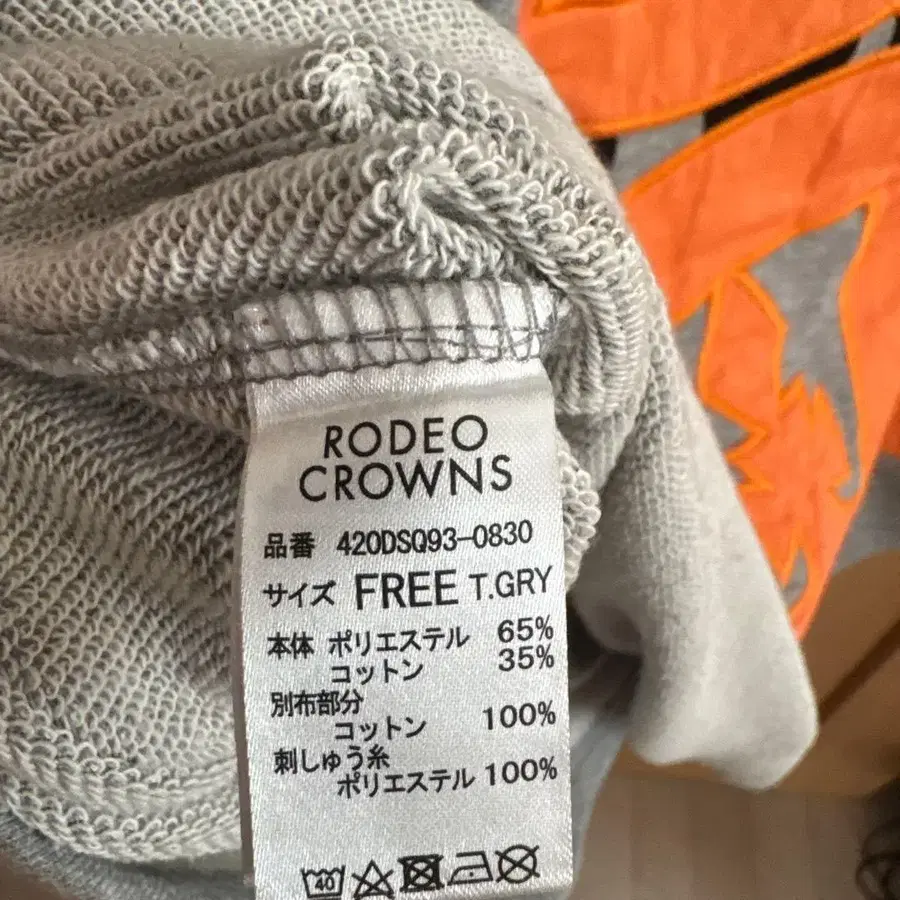 RODEO
CROWNS
品番 420DSQ93-0830
サイズ FREE T.GRY
本体 ポリエステル 65%
コットン 35%
別布部分
コットン 100%
刺しゅう糸
ポリエステル 100%
40